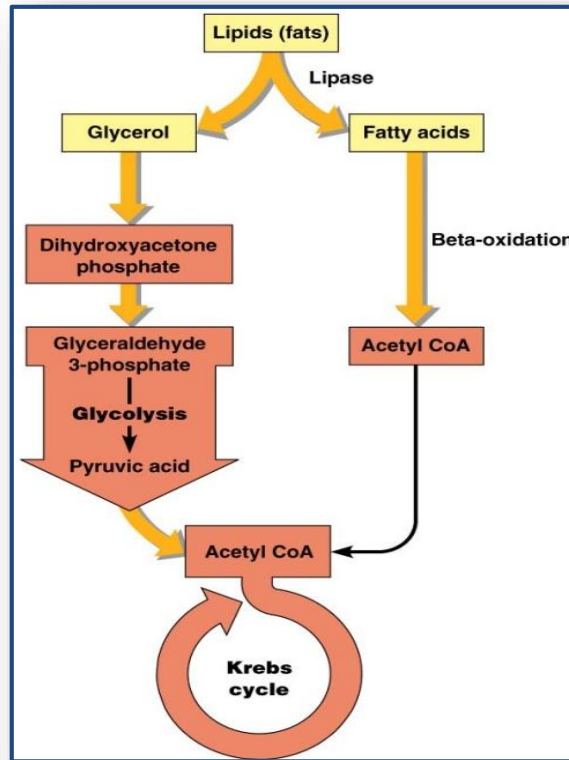 Lipids (fats)
Lipase
Glycerol
Fatty acids
Dihydroxyacetone
phosphate
Beta-oxidation
Glyceraldehyde
3-phosphate
Glycolysis
Pyruvic acid
Acetyl CoA
Acetyl CoA
Krebs
cycle